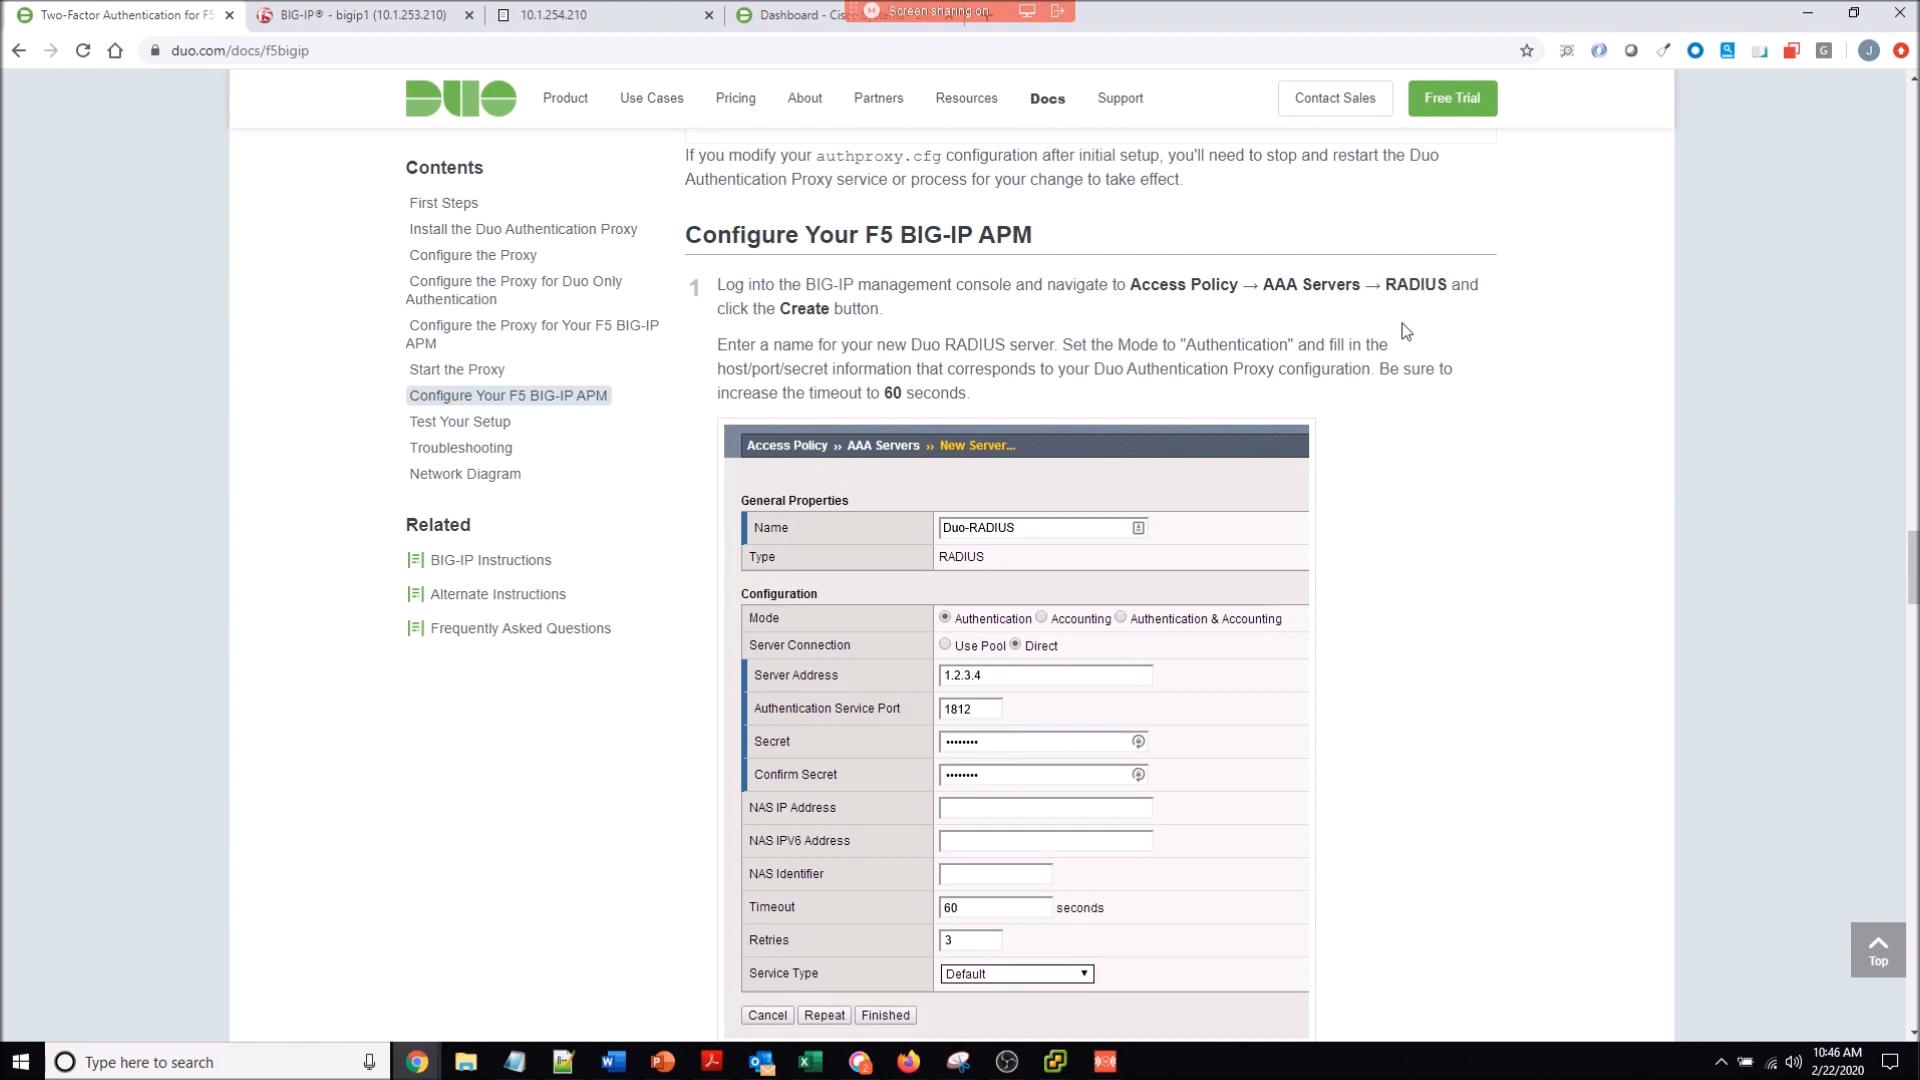 Two-Factor Authentication for F5
BIG-IP® - bigip1 (10.1.253.210)
10.1.254.210
Dashboard - Cisco
Screen sharing on
duo.com/docs/f5bigip
G
J
DUO
Product
Use Cases
Pricing
About
Partners
Resources
Docs
Support
Contact Sales
Free Trial
Contents
First Steps
Install the Duo Authentication Proxy
Configure the Proxy
Configure the Proxy for Duo Only
Authentication
Configure the Proxy for Your F5 BIG-IP
APM
Start the Proxy
Configure Your F5 BIG-IP APM
Test Your Setup
Troubleshooting
Network Diagram
Related
BIG-IP Instructions
Alternate Instructions
Frequently Asked Questions
If you modify your authproxy.cfg configuration after initial setup, you'll need to stop and restart the Duo
Authentication Proxy service or process for your change to take effect.
Configure Your F5 BIG-IP APM
1 Log into the BIG-IP management console and navigate to Access Policy → AAA Servers → RADIUS and
click the Create button.
Enter a name for your new Duo RADIUS server. Set the Mode to "Authentication" and fill in the
host/port/secret information that corresponds to your Duo Authentication Proxy configuration. Be sure to
increase the timeout to 60 seconds.
Access Policy ›› AAA Servers ›› New Server...
General Properties
Name Duo-RADIUS
Type RADIUS
Configuration
Mode Authentication Accounting Authentication & Accounting
Server Connection Use Pool Direct
Server Address 1.2.3.4
Authentication Service Port 1812
Secret ••••••••
Confirm Secret ••••••••
NAS IP Address
NAS IPV6 Address
NAS Identifier
Timeout 60 seconds
Retries 3
Service Type Default
Cancel Repeat Finished
Top
Type here to search
10:46 AM
2/22/2020